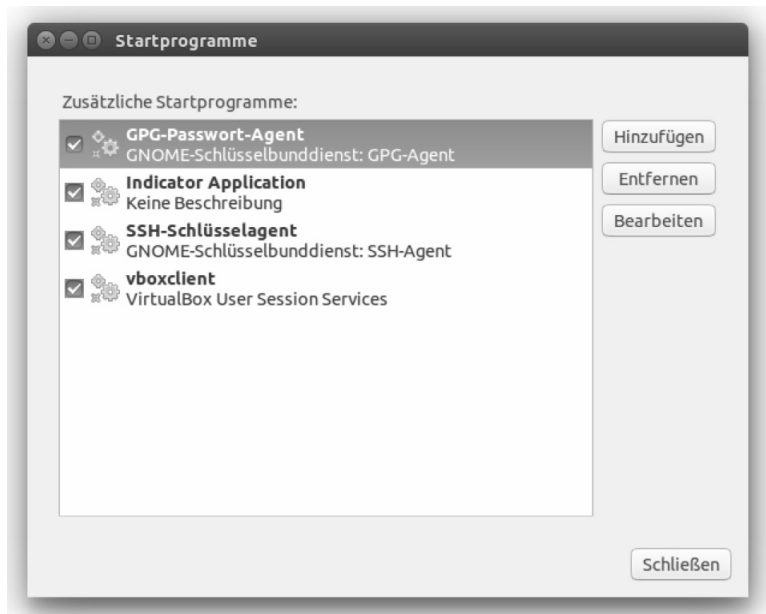 Startprogramme
Zusätzliche Startprogramme:
GPG-Passwort-Agent
GNOME-Schlüsselbunddienst: GPG-Agent
Indicator Application
Keine Beschreibung
SSH-Schlüsselagent
GNOME-Schlüsselbunddienst: SSH-Agent
vboxclient
VirtualBox User Session Services
Hinzufügen
Entfernen
Bearbeiten
Schließen